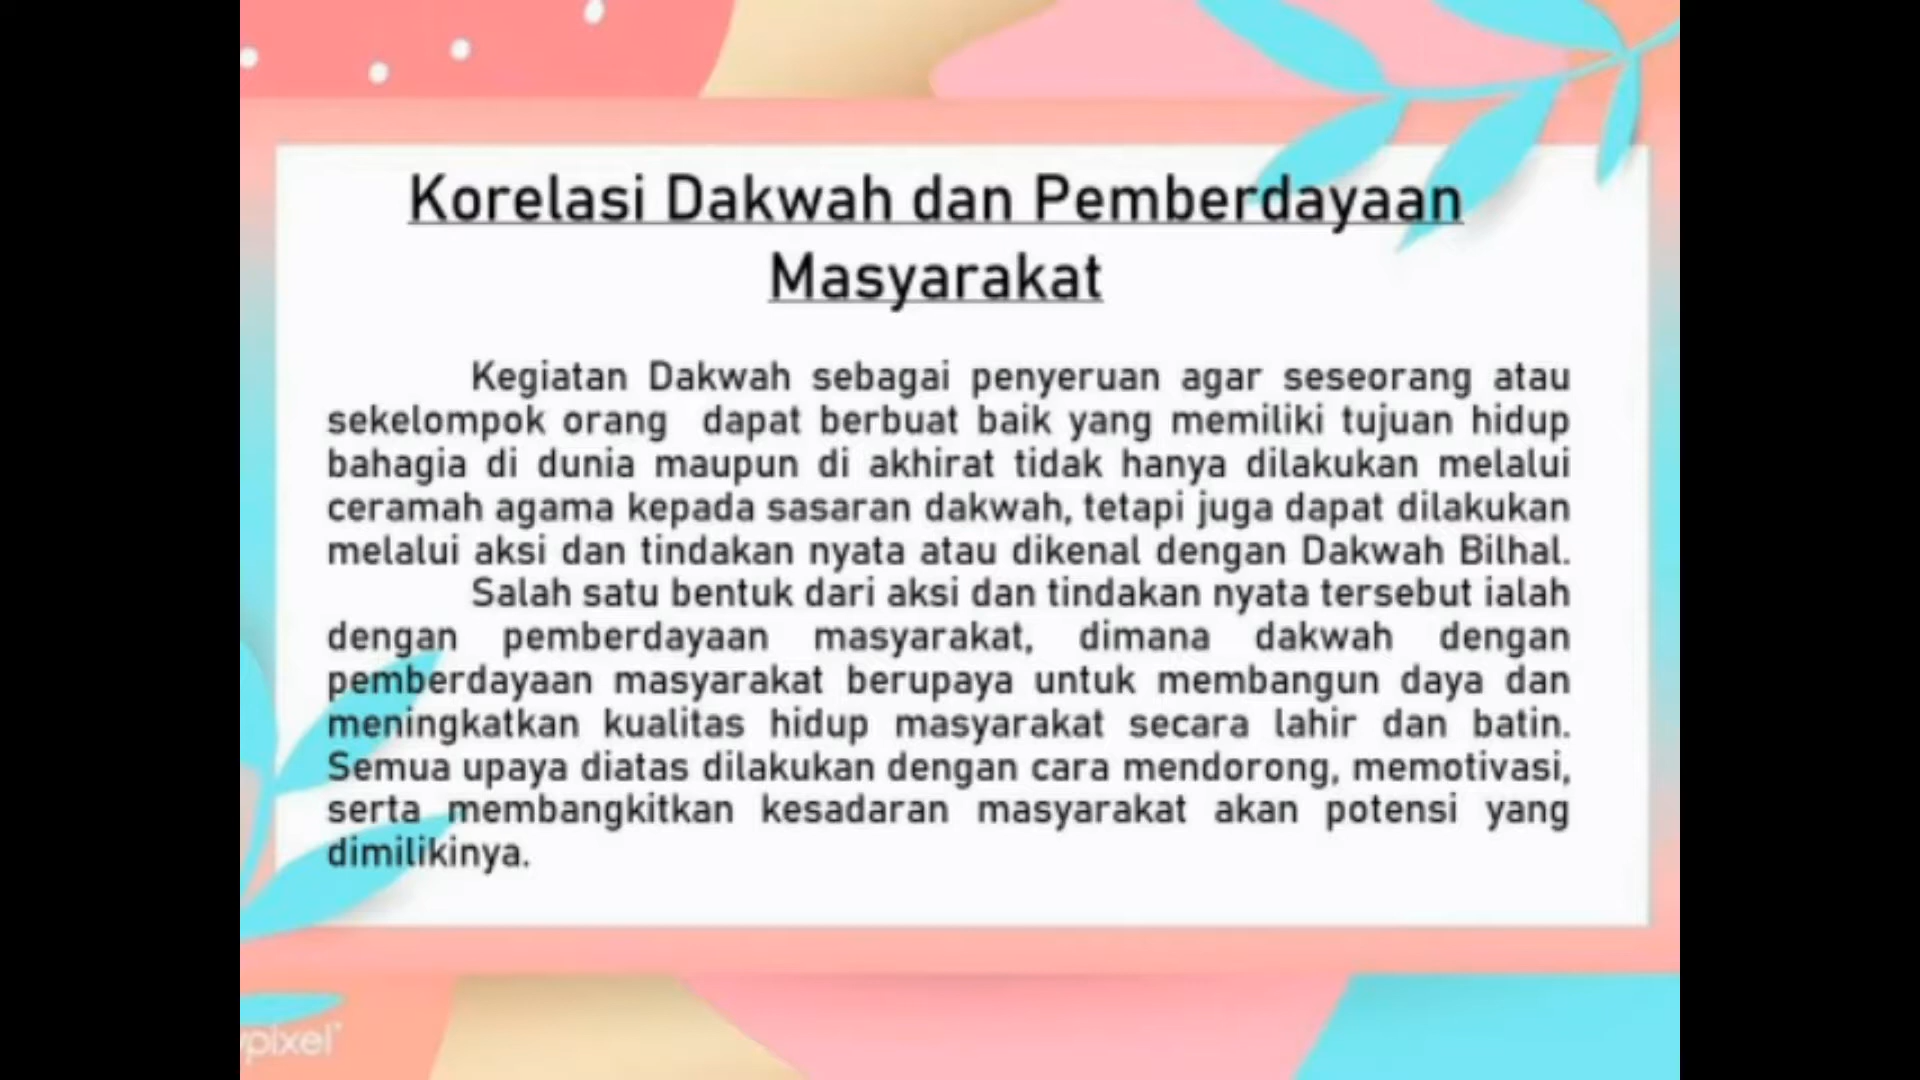 Korelasi Dakwah dan Pemberdayaan
Masyarakat
Kegiatan Dakwah sebagai penyeruan agar seseorang atau
sekelompok orang dapat berbuat baik yang memiliki tujuan hidup
bahagia di dunia maupun di akhirat tidak hanya dilakukan melalui
ceramah agama kepada sasaran dakwah, tetapi juga dapat dilakukan
melalui aksi dan tindakan nyata atau dikenal dengan Dakwah Bilhal.
Salah satu bentuk dari aksi dan tindakan nyata tersebut ialah
dengan pemberdayaan masyarakat, dimana dakwah dengan
pemberdayaan masyarakat berupaya untuk membangun daya dan
meningkatkan kualitas hidup masyarakat secara lahir dan batin.
Semua upaya diatas dilakukan dengan cara mendorong, memotivasi,
serta membangkitkan kesadaran masyarakat akan potensi yang
dimilikinya.